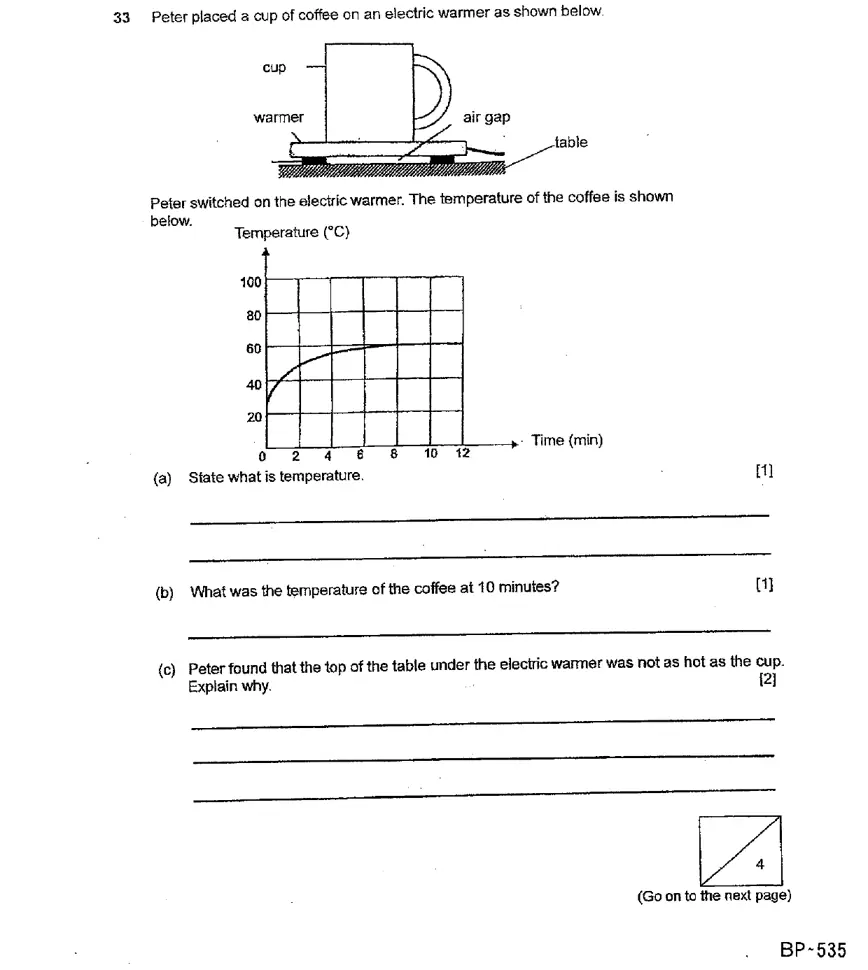 33 Peter placed a cup of coffee on an electric warmer as shown below.
cup
warmer
air gap
table
Peter switched on the electric warmer. The temperature of the coffee is shown
below.
Temperature (°C)
100
80
60
40
20
0 2 4 6 8 10 12
Time (min)
(a) State what is temperature. [1]
(b) What was the temperature of the coffee at 10 minutes? [1]
(c) Peter found that the top of the table under the electric warmer was not as hot as the cup.
Explain why. [2]
4
(Go on to the next page)
BP-535